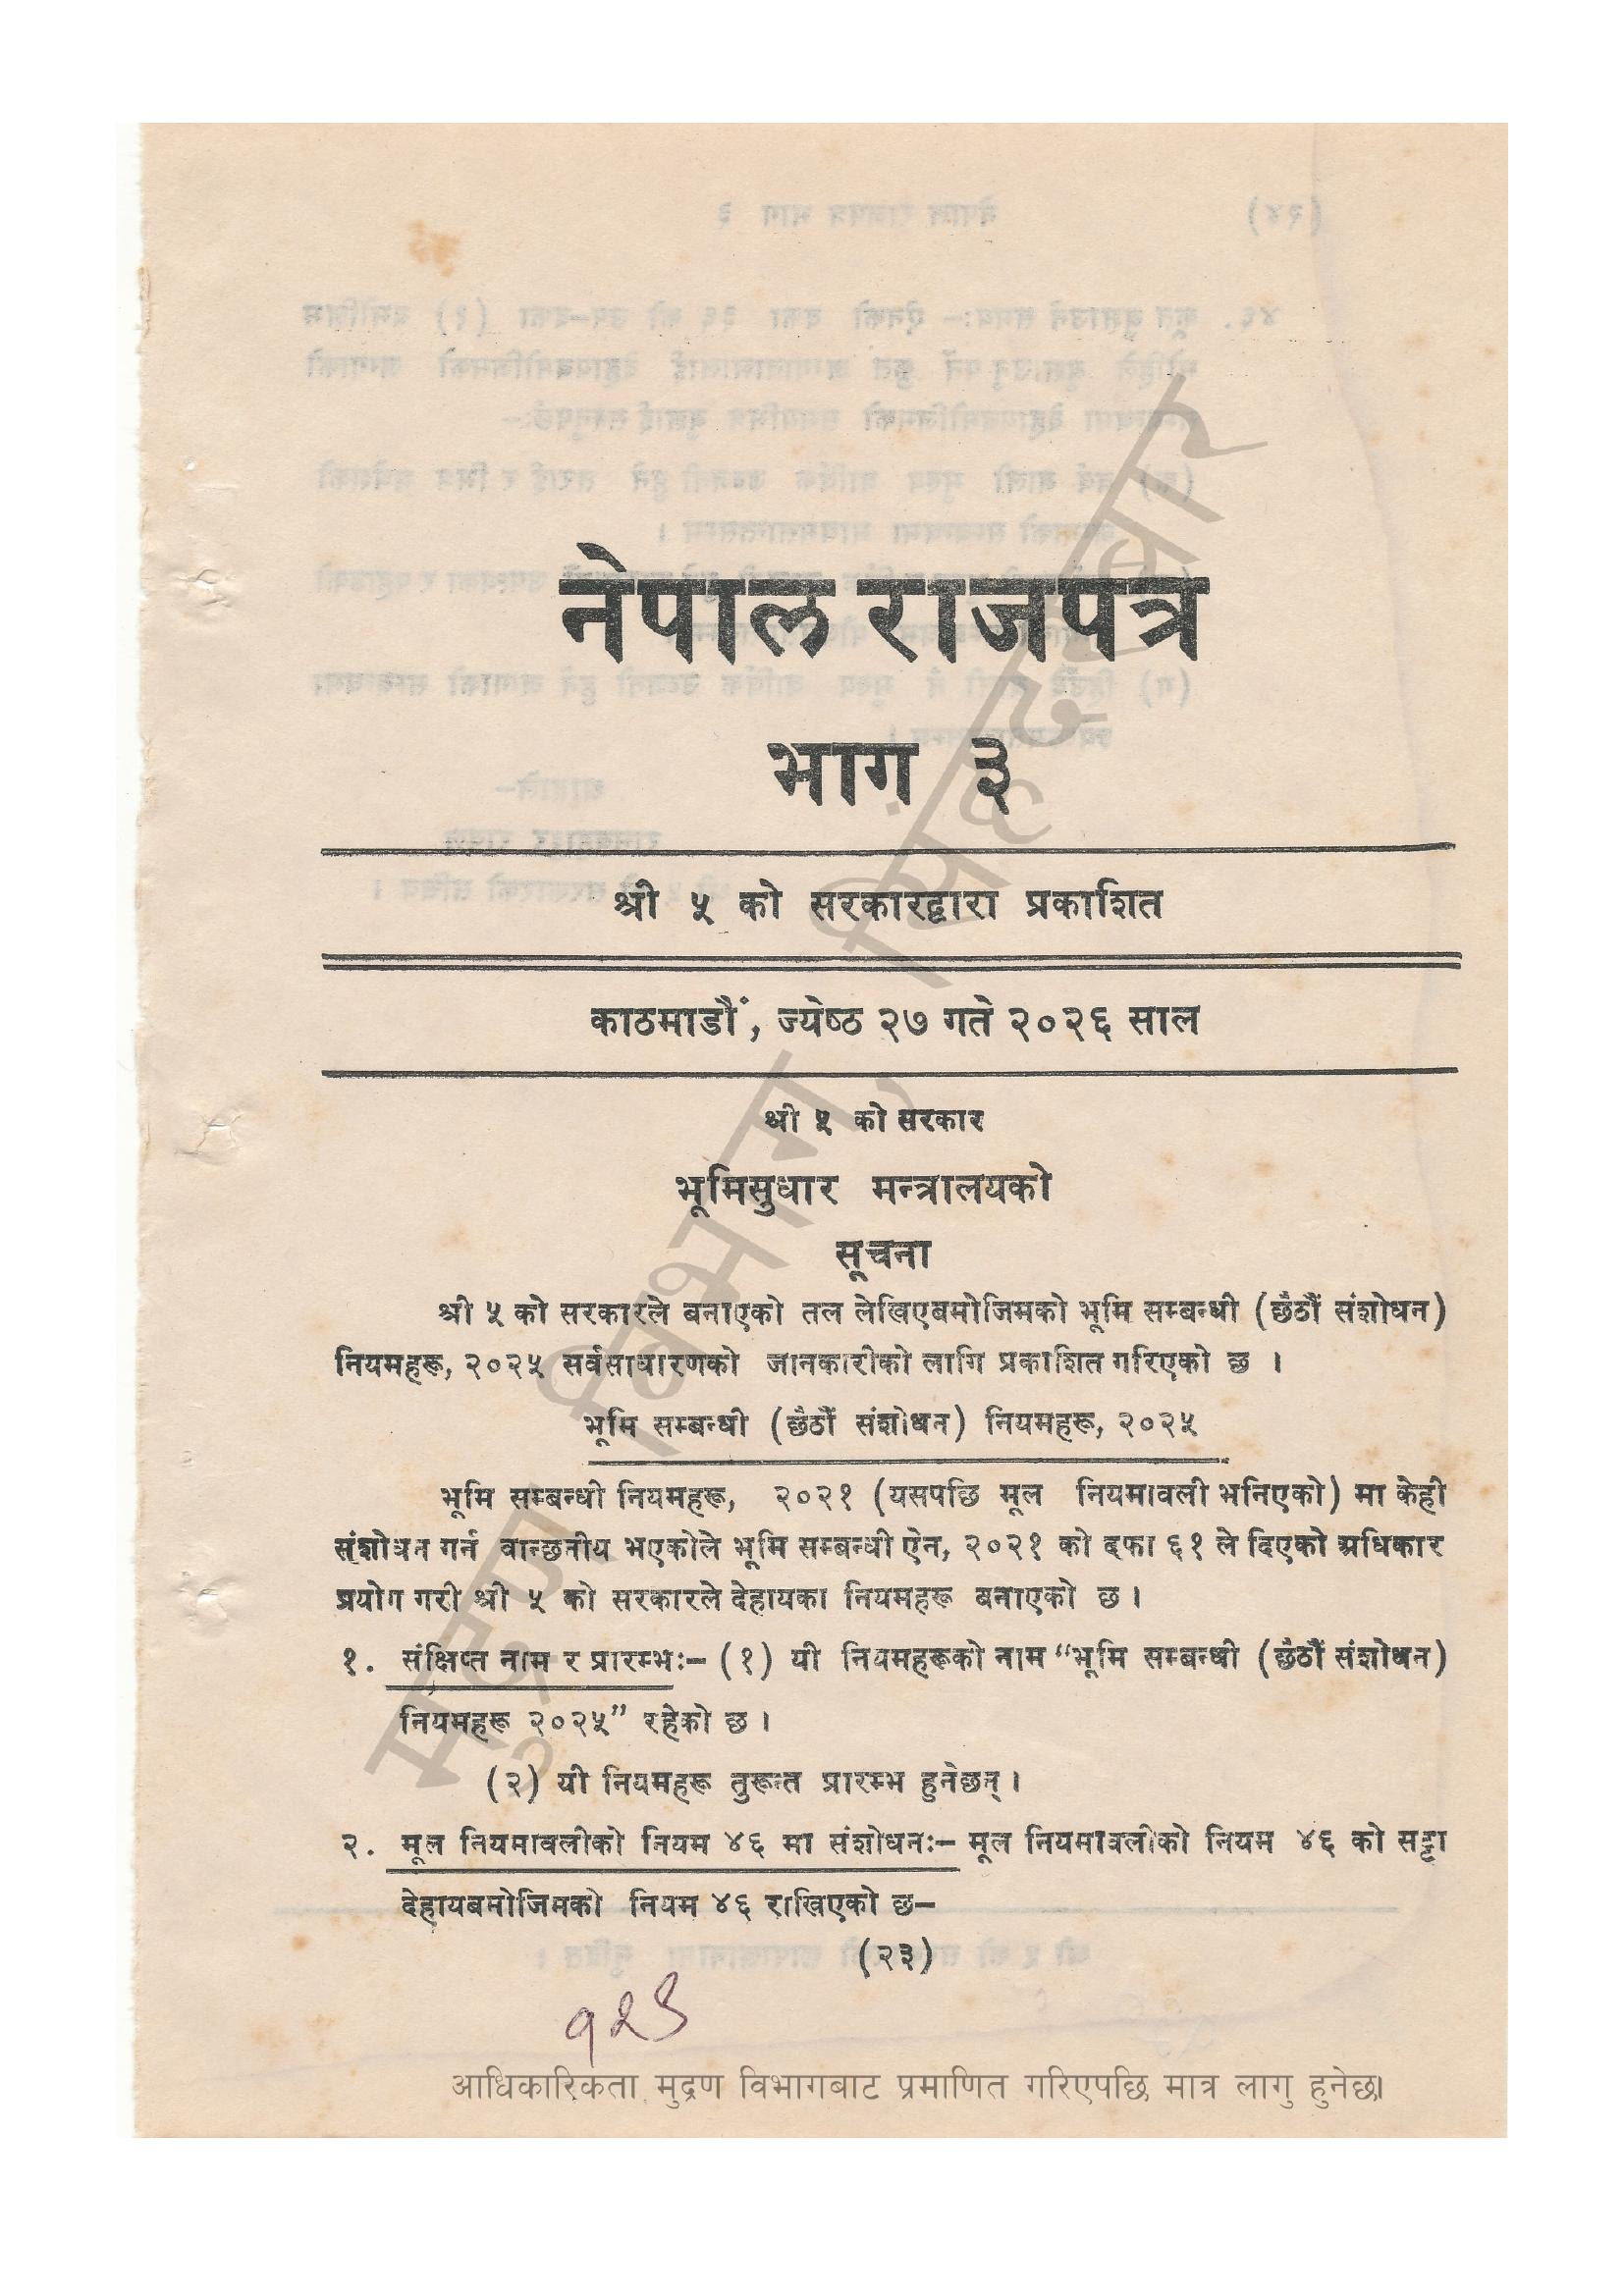 नेपाल राजपत्र
भाग ३
श्री ५ को सरकारद्वारा प्रकाशित
काठमाडौं, ज्येष्ठ २७ गते २०२६ साल
श्री ५ को सरकार
भूमिसुधार मन्त्रालयको
सूचना
श्री ५ को सरकारले बनाएको तल लेखिएबमोजिमको भूमि सम्बन्धी (छैठौं संशोधन)
नियमहरू, २०२५ सर्वसाधारणको जानकारीको लागि प्रकाशित गरिएको छ ।
भूमि सम्बन्धी (छैठौं संशोधन) नियमहरू, २०२५
भूमि सम्बन्धी नियमहरू, २०२१ (यसपछि मूल नियमावली भनिएको) मा केही
संशोधन गर्न वान्छनीय भएकोले भूमि सम्बन्धी ऐन, २०२१ को दफा ६१ ले दिएको अधिकार
प्रयोग गरी श्री ५ को सरकारले देहायका नियमहरू बनाएको छ ।
१. संक्षिप्त नाम र प्रारम्भः– (१) यी नियमहरूको नाम “भूमि सम्बन्धी (छैठौं संशोधन)
नियमहरू २०२५” रहेको छ ।
(२) यी नियमहरू तुरून्त प्रारम्भ हुनेछन् ।
२. मूल नियमावलीको नियम ४६ मा संशोधनः– मूल नियमावलीको नियम ४६ को सट्टा
देहायबमोजिमको नियम ४६ राखिएको छ–
(२३)
आधिकारिकता मुद्रण विभागबाट प्रमाणित गरिएपछि मात्र लागु हुनेछ।
मुद्रण विभाग, सिंहदरबार